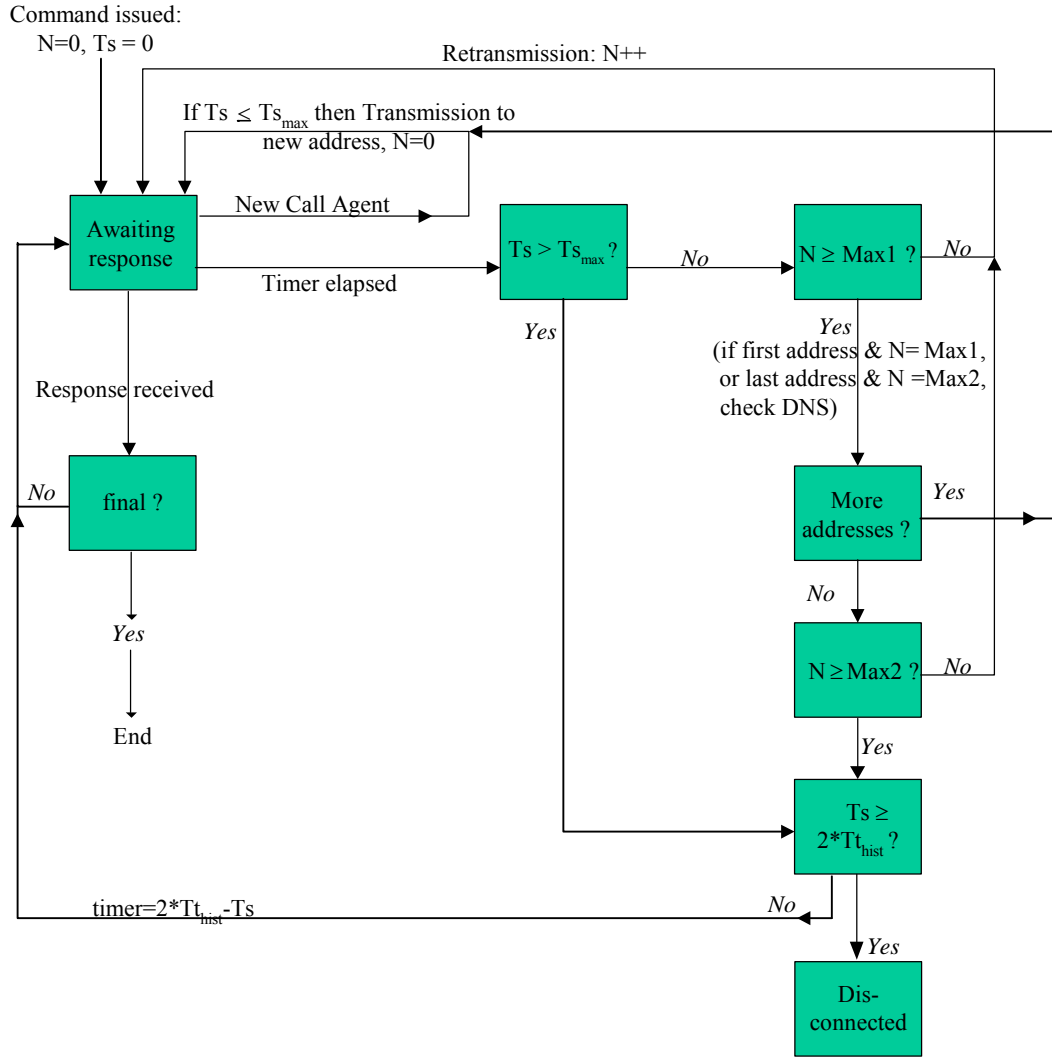 Command issued:
N=0, Ts = 0
Retransmission: N++
If Ts ≤ Tsmax then Transmission to
new address, N=0
New Call Agent
Awaiting
response
Timer elapsed
Ts > Tsmax ?
No
N ≥ Max1 ?
No
Yes
Yes
(if first address & N= Max1,
or last address & N =Max2,
check DNS)
Response received
final ?
No
More
addresses ?
Yes
No
Yes
End
N ≥ Max2 ?
No
Yes
Ts ≥
2*Tthist ?
timer=2*Tthist-Ts
No
Yes
Dis-
connected